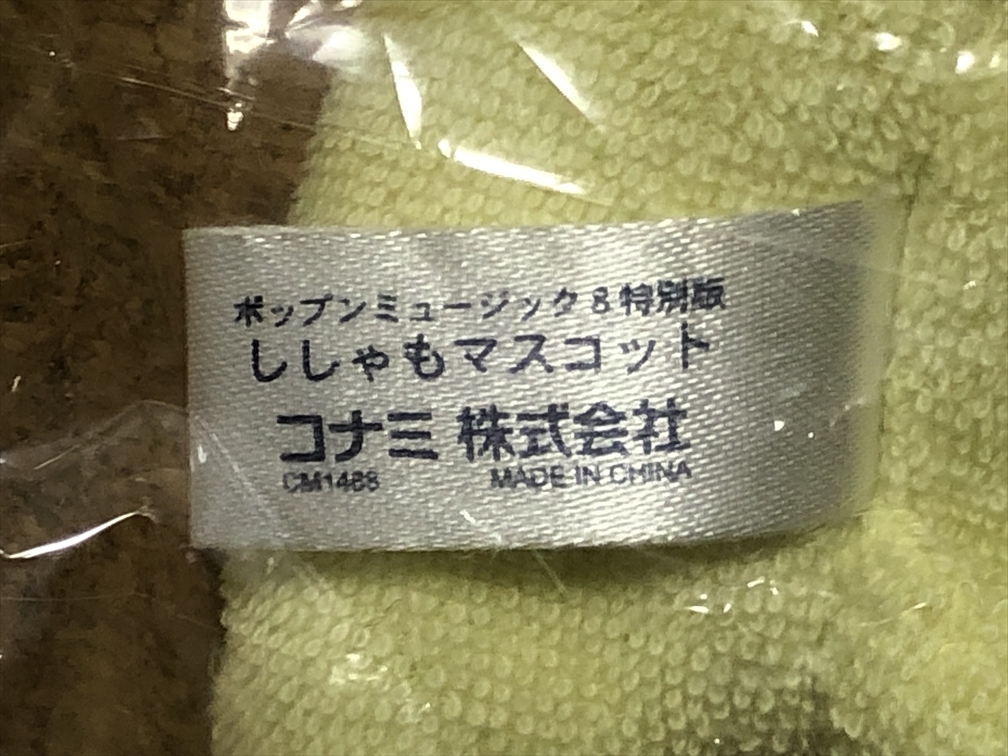 ポップンミュージック8特別版
ししゃもマスコット
コナミ 株式会社
CM1468 MADE IN CHINA